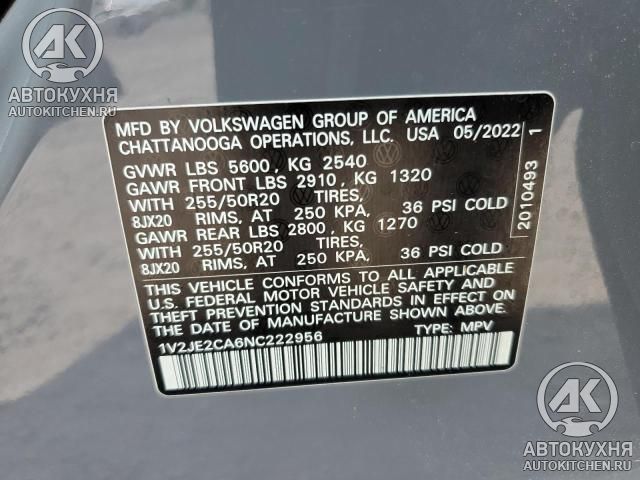 АВТОКУХНЯ
AUTOKITCHEN.RU
MFD BY VOLKSWAGEN GROUP OF AMERICA
CHATTANOOGA OPERATIONS, LLC. USA 05/2022
GVWR LBS 5600, KG 2540
GAWR FRONT LBS 2910, KG 1320
WITH 255/50R20 TIRES,
8JX20 RIMS, AT 250 KPA, 36 PSI COLD
GAWR REAR LBS 2800, KG 1270
WITH 255/50R20 TIRES,
8JX20 RIMS, AT 250 KPA, 36 PSI COLD
THIS VEHICLE CONFORMS TO ALL APPLICABLE
U.S. FEDERAL MOTOR VEHICLE SAFETY AND
THEFT PREVENTION STANDARDS IN EFFECT ON
THE DATE OF MANUFACTURE SHOWN ABOVE.
1V2JE2CA6NC222956 TYPE: MPV
2010493 1
АВТОКУХНЯ
AUTOKITCHEN.RU